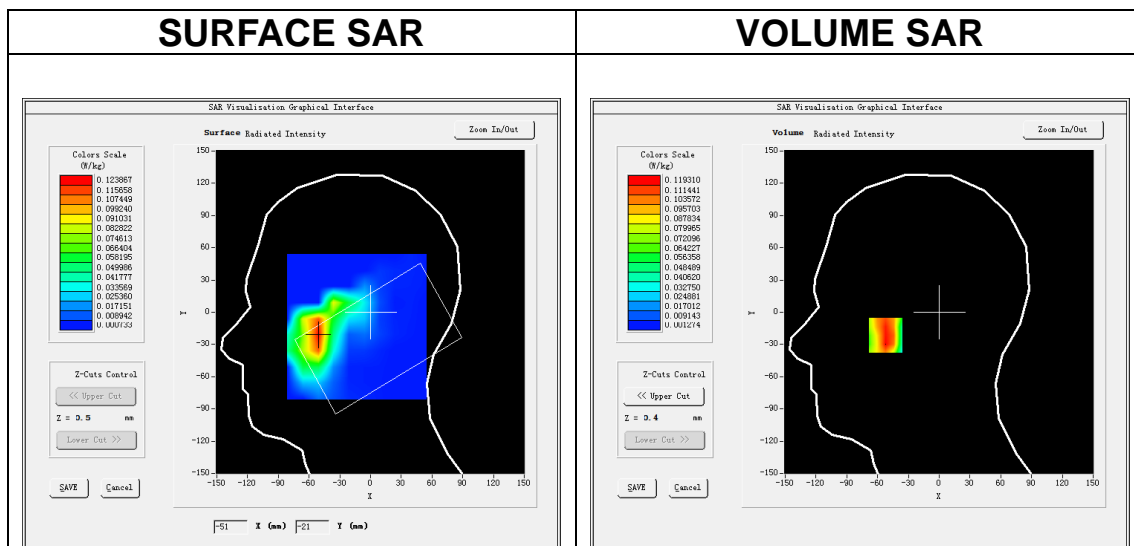 SURFACE SAR
VOLUME SAR
SAR Visualisation Graphical Interface
Surface Radiated Intensity
Zoom In/Out
Colors Scale
(W/kg)
0.123867
0.115658
0.107449
0.099240
0.091031
0.082822
0.074613
0.066404
0.058195
0.049986
0.041777
0.033569
0.025360
0.017151
0.008942
0.000733
Z-Cuts Control
<< Upper Cut
Z = 0.5 mm
Lower Cut >>
SAVE
Cancel
150
120
90
60
30
0
-30
-60
-90
-120
-150
Y
-150 -120 -90 -60 -30 0 30 60 90 120 150
X
-51 X (mm) -21 Y (mm)
SAR Visualisation Graphical Interface
Volume Radiated Intensity
Zoom In/Out
Colors Scale
(W/kg)
0.119310
0.111441
0.103572
0.095703
0.087834
0.079965
0.072096
0.064227
0.056358
0.048489
0.040620
0.032750
0.024881
0.017012
0.009143
0.001274
Z-Cuts Control
<< Upper Cut
Z = 0.4 mm
Lower Cut >>
SAVE
Cancel
150
120
90
60
30
0
-30
-60
-90
-120
-150
Y
-150 -120 -90 -60 -30 0 30 60 90 120 150
X